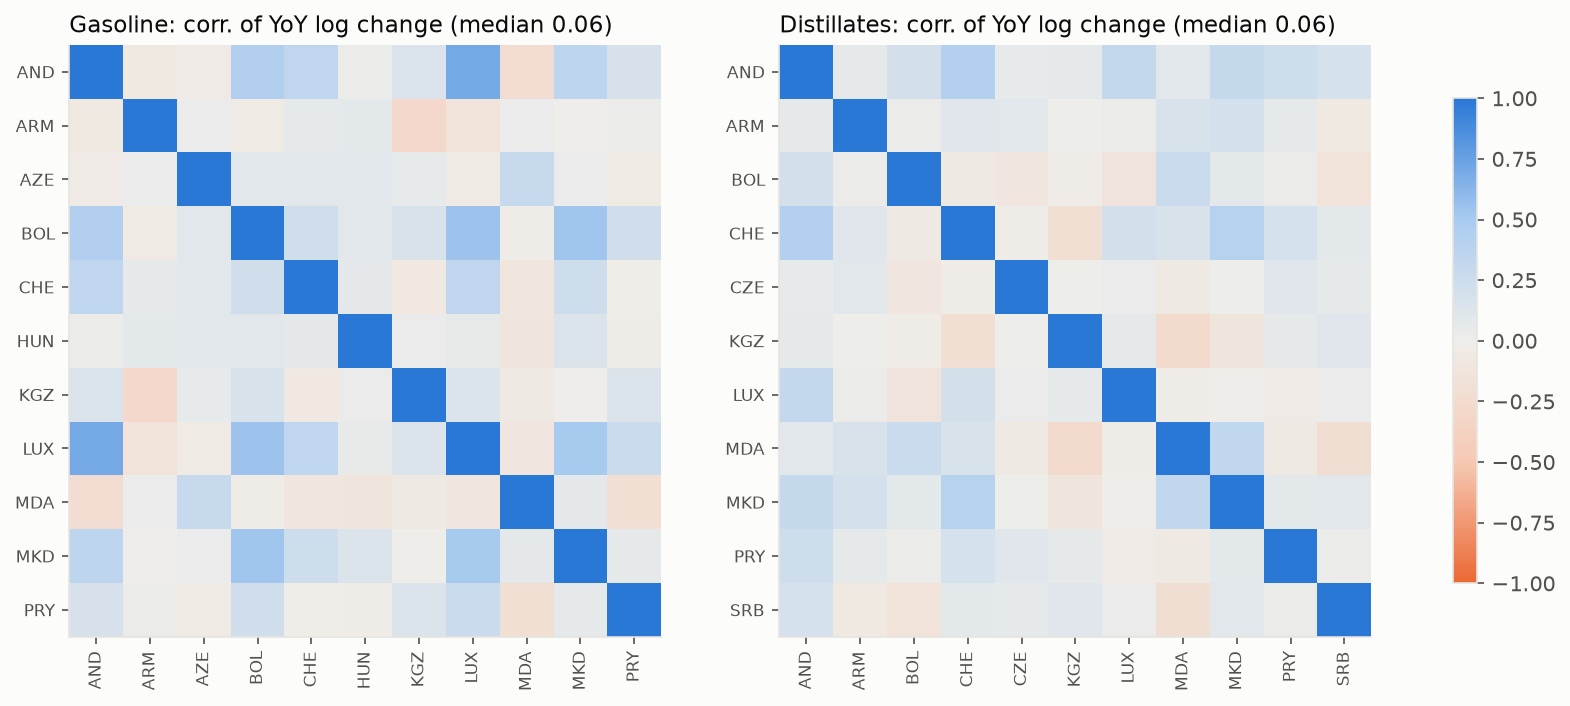 Gasoline: corr. of YoY log change (median 0.06)
AND
ARM
AZE
BOL
CHE
HUN
KGZ
LUX
MDA
MKD
PRY
AND
ARM
AZE
BOL
CHE
HUN
KGZ
LUX
MDA
MKD
PRY
Distillates: corr. of YoY log change (median 0.06)
AND
ARM
BOL
CHE
CZE
KGZ
LUX
MDA
MKD
PRY
SRB
AND
ARM
BOL
CHE
CZE
KGZ
LUX
MDA
MKD
PRY
SRB
1.00
0.75
0.50
0.25
0.00
−0.25
−0.50
−0.75
−1.00